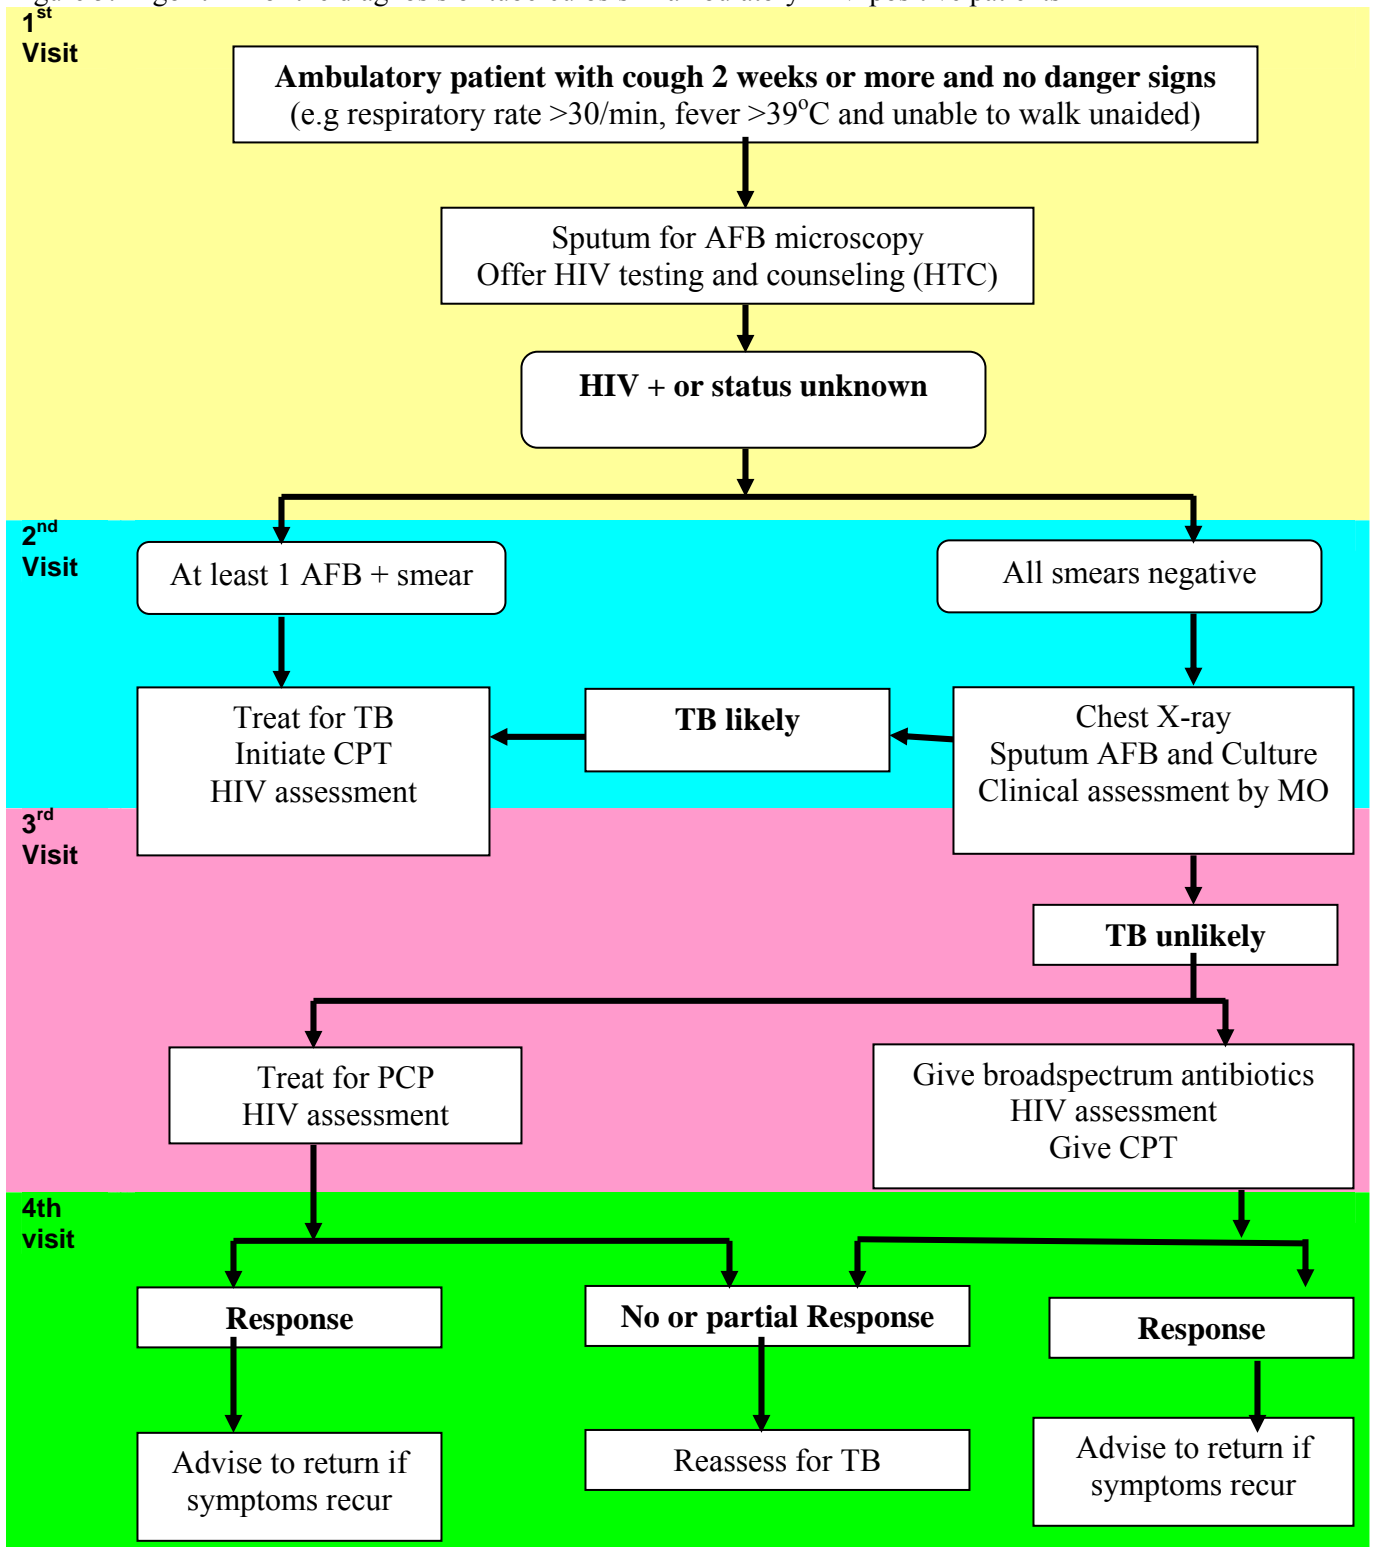 1st
Visit
Ambulatory patient with cough 2 weeks or more and no danger signs
(e.g respiratory rate >30/min, fever >39oC and unable to walk unaided)
Sputum for AFB microscopy
Offer HIV testing and counseling (HTC)
HIV + or status unknown
2nd
Visit
At least 1 AFB + smear
All smears negative
Treat for TB
Initiate CPT
HIV assessment
TB likely
Chest X-ray
Sputum AFB and Culture
Clinical assessment by MO
3rd
Visit
TB unlikely
Treat for PCP
HIV assessment
Give broadspectrum antibiotics
HIV assessment
Give CPT
4th
visit
Response
No or partial Response
Response
Advise to return if
symptoms recur
Reassess for TB
Advise to return if
symptoms recur